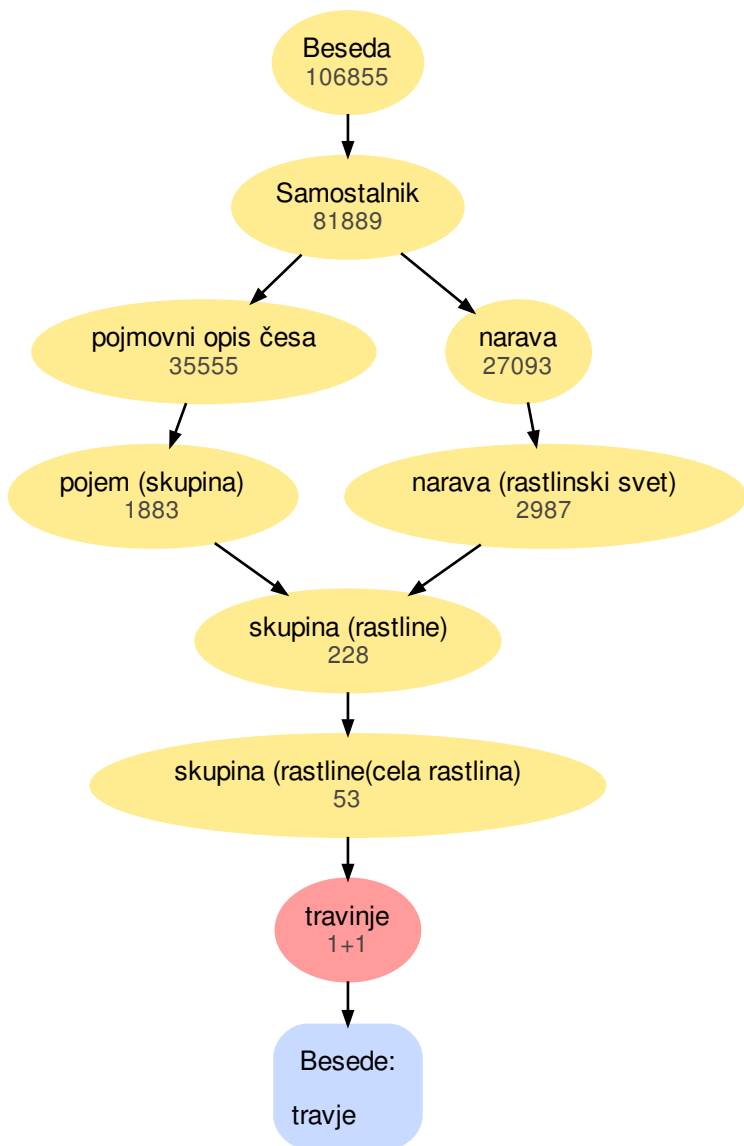 Beseda
106855
Samostalnik
81889
pojmovni opis česa
35555
narava
27093
pojem (skupina)
1883
narava (rastlinski svet)
2987
skupina (rastline)
228
skupina (rastline(cela rastlina)
53
travinje
1+1
Besede:
travje